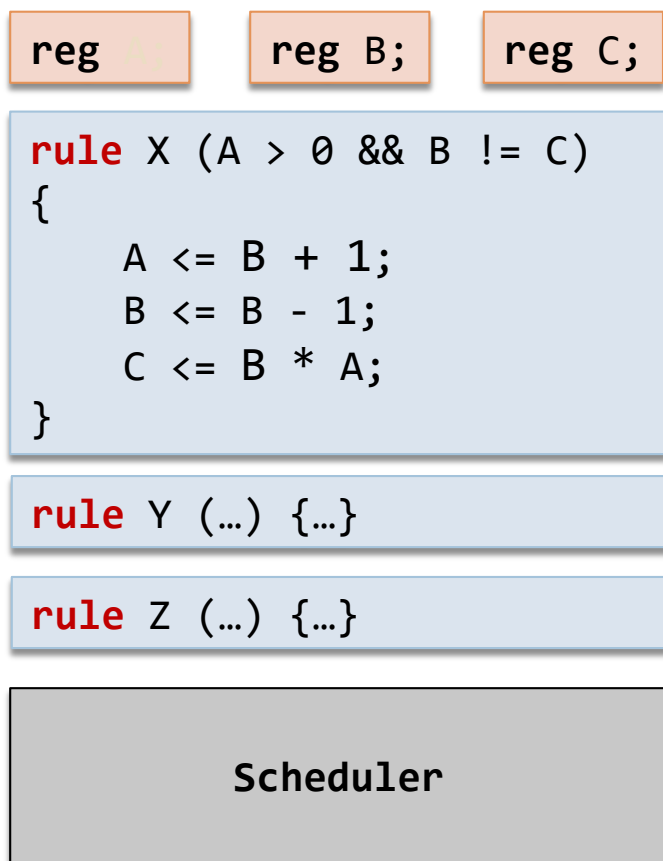 reg A; reg B; reg C;
rule X (A > 0 && B != C)
{
A <= B + 1;
B <= B - 1;
C <= B * A;
}
rule Y (…) {…}
rule Z (…) {…}
Scheduler